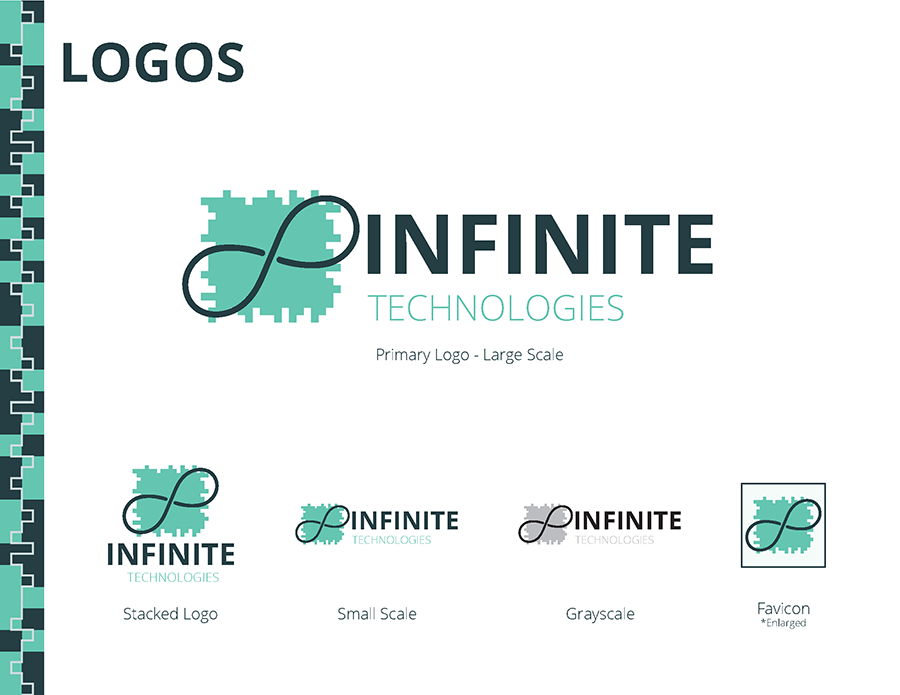 LOGOS
INFINITE
TECHNOLOGIES
Primary Logo - Large Scale
INFINITE
TECHNOLOGIES
Stacked Logo
INFINITE
TECHNOLOGIES
Small Scale
INFINITE
TECHNOLOGIES
Grayscale
Favicon
*Enlarged